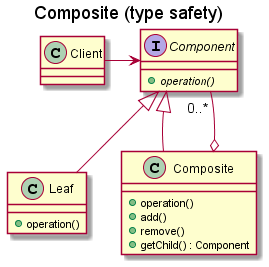 Composite (type safety)
C Client
I Component
operation()
0..*
C Leaf
operation()
C Composite
operation()
add()
remove()
getChild() : Component